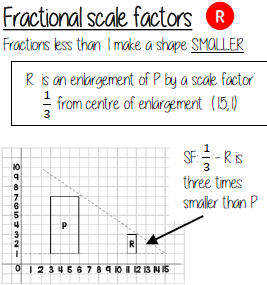 Fractional scale factors R
Fractions less than 1 make a shape SMALLER
R is an enlargement of P by a scale factor
1/3 from centre of enlargement (15,1)
SF: 1/3 - R is
three times
smaller than P
10
9
8
7
6
5
4
3
2
1
P
R
0 1 2 3 4 5 6 7 8 9 10 11 12 13 14 15